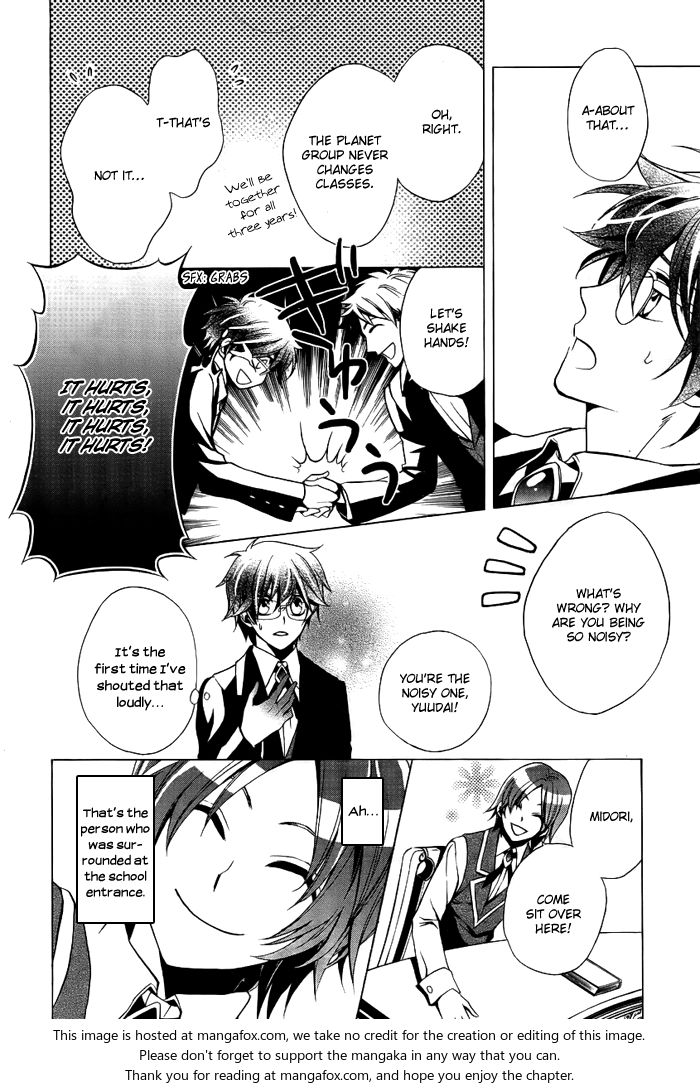 A-ABOUT
THAT...
OH,
RIGHT.
THE PLANET
GROUP NEVER
CHANGES
CLASSES.
We'll be
together
for all
three years!
T-THAT'S
NOT IT...
LET'S
SHAKE
HANDS!
SFX: GRABS
ギュうう
IT HURTS,
IT HURTS,
IT HURTS,
IT HURTS!
WHAT'S
WRONG? WHY
ARE YOU BEING
SO NOISY?
YOU'RE THE
NOISY ONE,
YUUDAI!
It's the
first time I've
shouted that
loudly...
MIDORI,
COME
SIT OVER
HERE!
Ah...
That's the
person who
was sur-
rounded at
the school
entrance.
This image is hosted at mangafox.com, we take no credit for the creation or editing of this image.
Please don't forget to support the mangaka in any way that you can.
Thank you for reading at mangafox.com, and hope you enjoy the chapter.